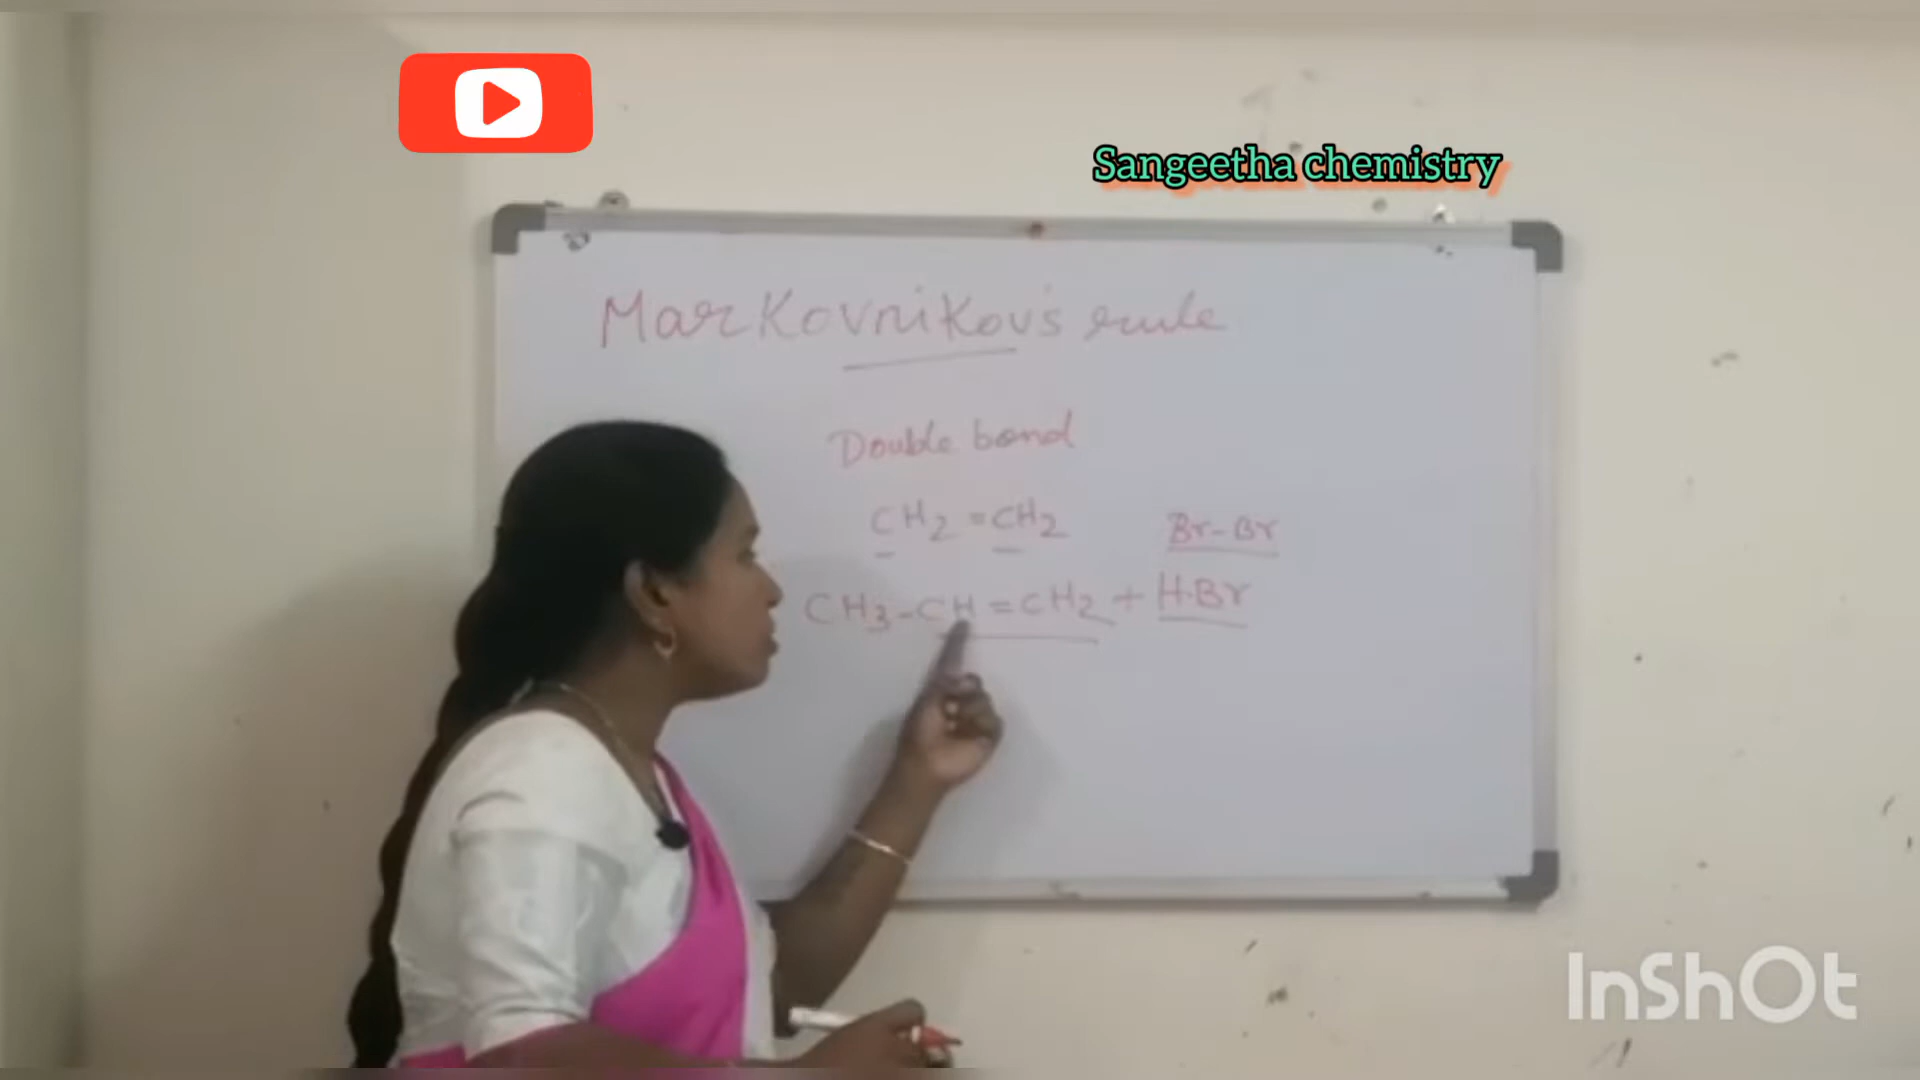 Sangeetha chemistry
Markovnikov's rule
Double bond
CH2 = CH2 Br-Br
CH3-CH=CH2 + H-Br
InShOt